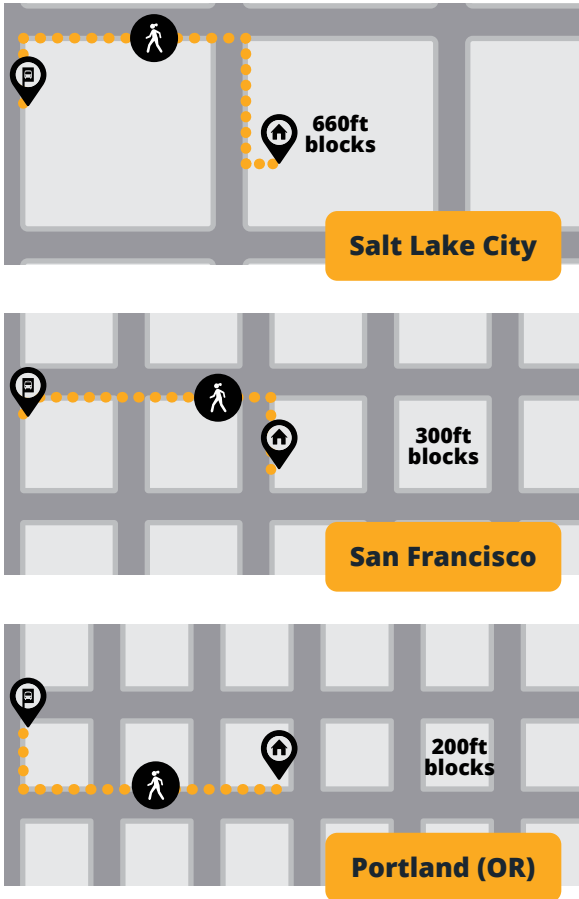 660ft
blocks
Salt Lake City
300ft
blocks
San Francisco
200ft
blocks
Portland (OR)